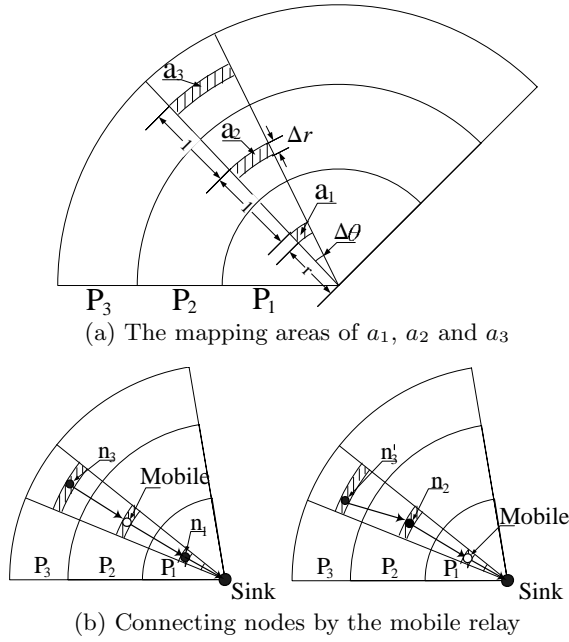 a₃
a₂
Δr
a₁
Δθ
l
l
r
P₃ P₂ P₁
(a) The mapping areas of a₁, a₂ and a₃
n₃
Mobile
n₁
P₃ P₂ P₁
Sink
n₃'
n₂
Mobile
P₃ P₂ P₁
Sink
(b) Connecting nodes by the mobile relay